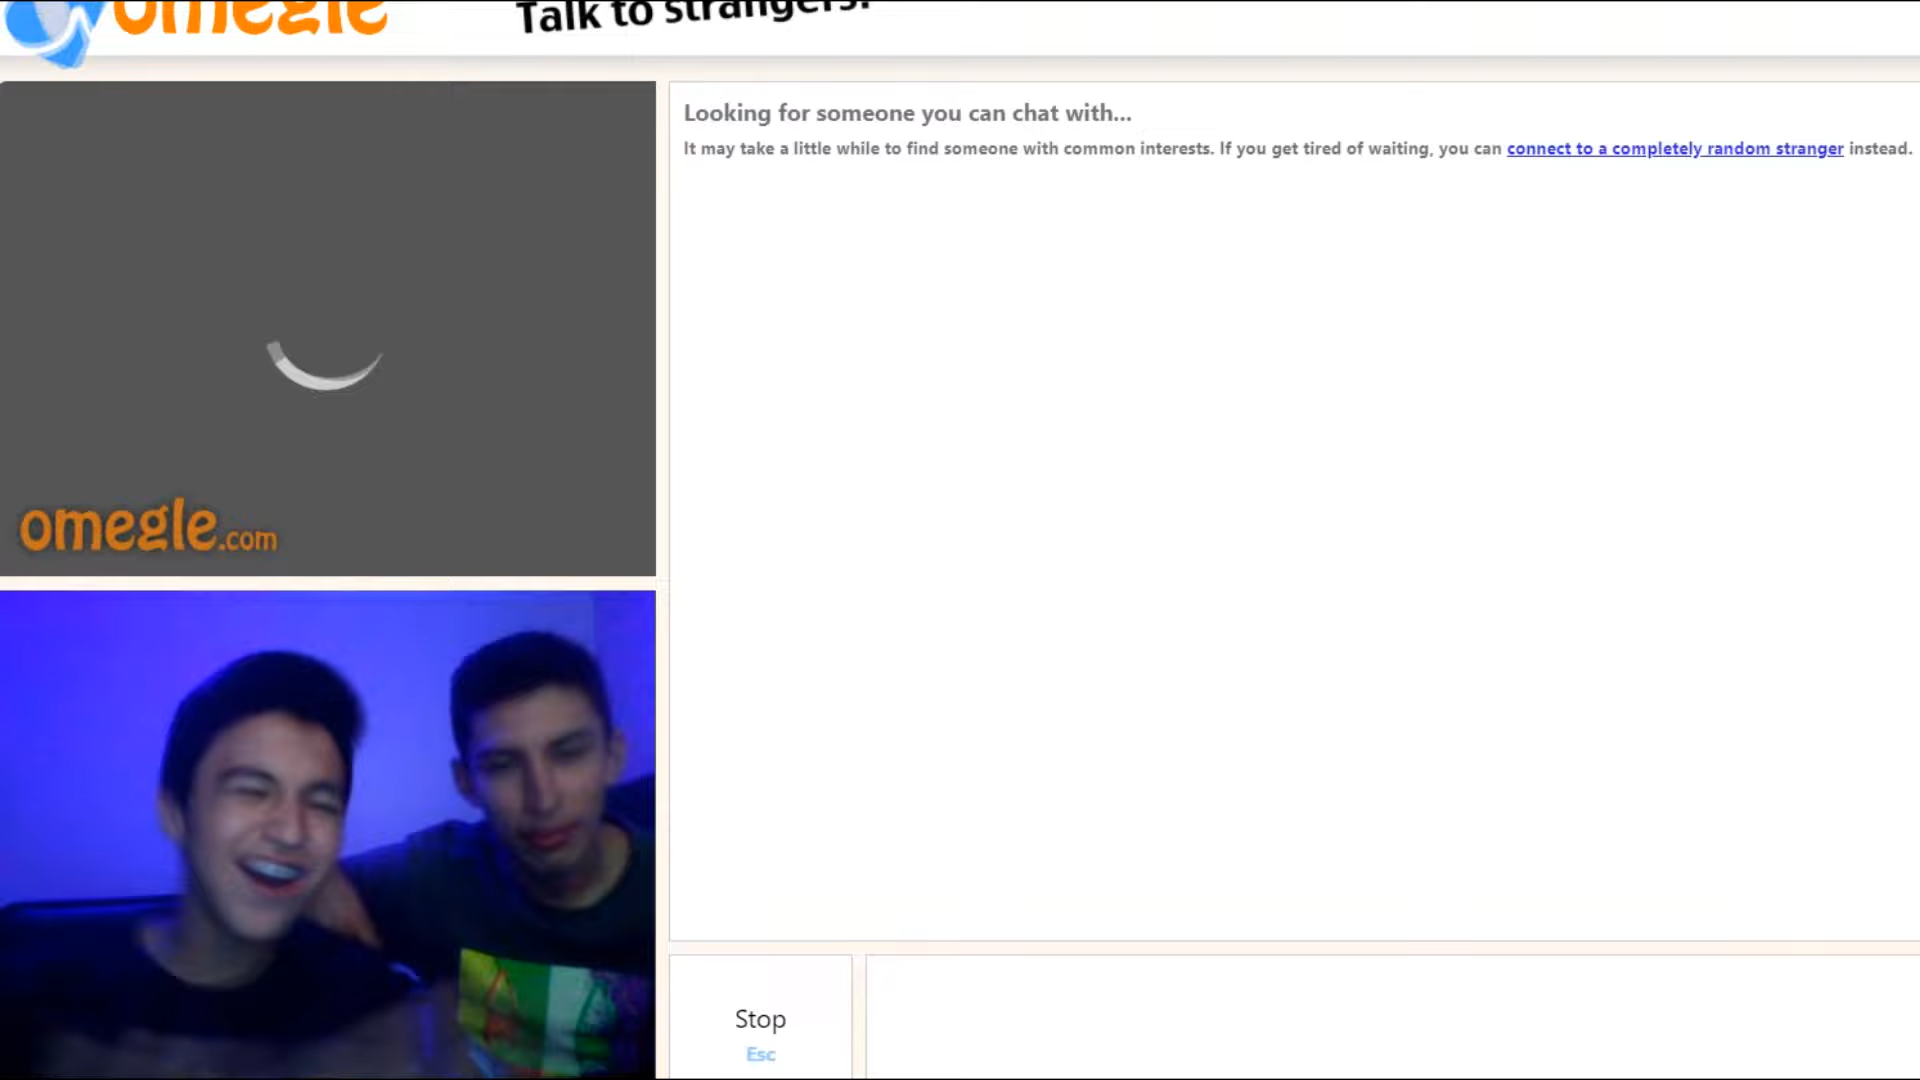 omegle
Talk to strangers!
Looking for someone you can chat with...
It may take a little while to find someone with common interests. If you get tired of waiting, you can connect to a completely random stranger instead.
omegle.com
Stop
Esc